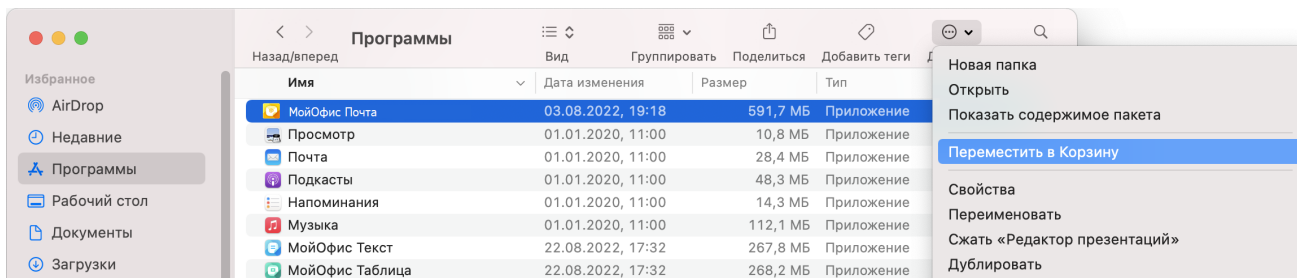 Программы
Назад/вперед
Вид
Группировать
Поделиться
Добавить теги
Избранное
AirDrop
Недавние
Программы
Рабочий стол
Документы
Загрузки
Имя Дата изменения Размер Тип
МойОфис Почта 03.08.2022, 19:18 591,7 МБ Приложение
Просмотр 01.01.2020, 11:00 10,8 МБ Приложение
Почта 01.01.2020, 11:00 28,4 МБ Приложение
Подкасты 01.01.2020, 11:00 48,3 МБ Приложение
Напоминания 01.01.2020, 11:00 14,3 МБ Приложение
Музыка 01.01.2020, 11:00 112,1 МБ Приложение
МойОфис Текст 22.08.2022, 17:32 267,8 МБ Приложение
МойОфис Таблица 22.08.2022, 17:32 268,2 МБ Приложение
Новая папка
Открыть
Показать содержимое пакета
Переместить в Корзину
Свойства
Переименовать
Сжать «Редактор презентаций»
Дублировать